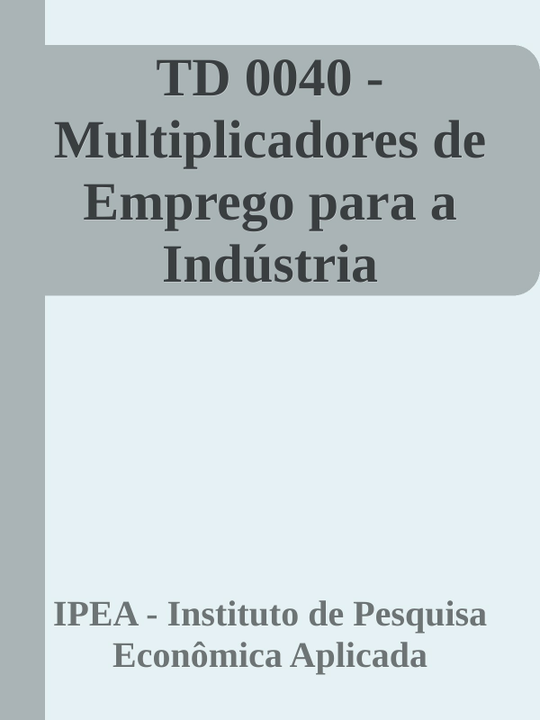 TD 0040 -
Multiplicadores de
Emprego para a
Indústria
IPEA - Instituto de Pesquisa
Econômica Aplicada